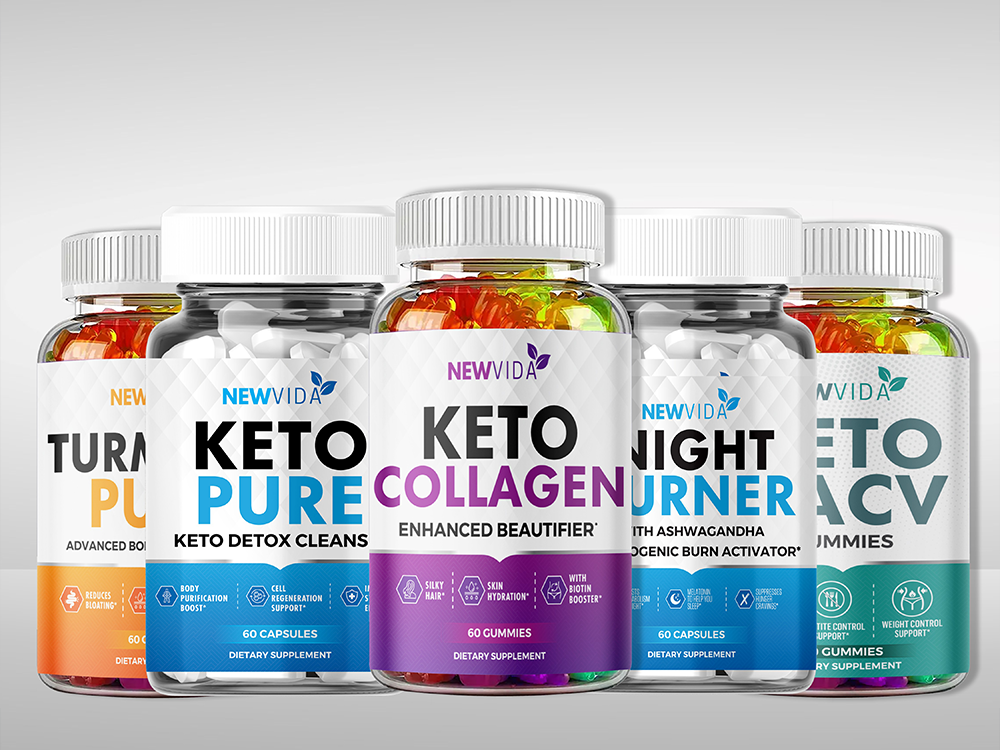 NEW
TURM
PU
ADVANCED BO
REDUCES
BLOATING*
60
DIETARY
NEWVIDA
KETO
PURE
KETO DETOX CLEANS
BODY
PURIFICATION
BOOST*
CELL
REGENERATION
SUPPORT*
60 CAPSULES
DIETARY SUPPLEMENT
NEWVIDA
KETO
COLLAGEN
ENHANCED BEAUTIFIER*
SILKY
HAIR*
SKIN
HYDRATION*
WITH
BIOTIN
BOOSTER*
60 GUMMIES
DIETARY SUPPLEMENT
NEWVIDA
NIGHT
URNER
ITH ASHWAGANDHA
OGENIC BURN ACTIVATOR*
MELATONIN
TO HELP YOU
SLEEP*
SUPPRESSES
HUNGER
CRAVINGS*
60 CAPSULES
DIETARY SUPPLEMENT
WVIDA
ETO
ACV
UMMIES
TITE CONTROL
SUPPORT*
WEIGHT CONTROL
SUPPORT*
GUMMIES
RY SUPPLEMENT